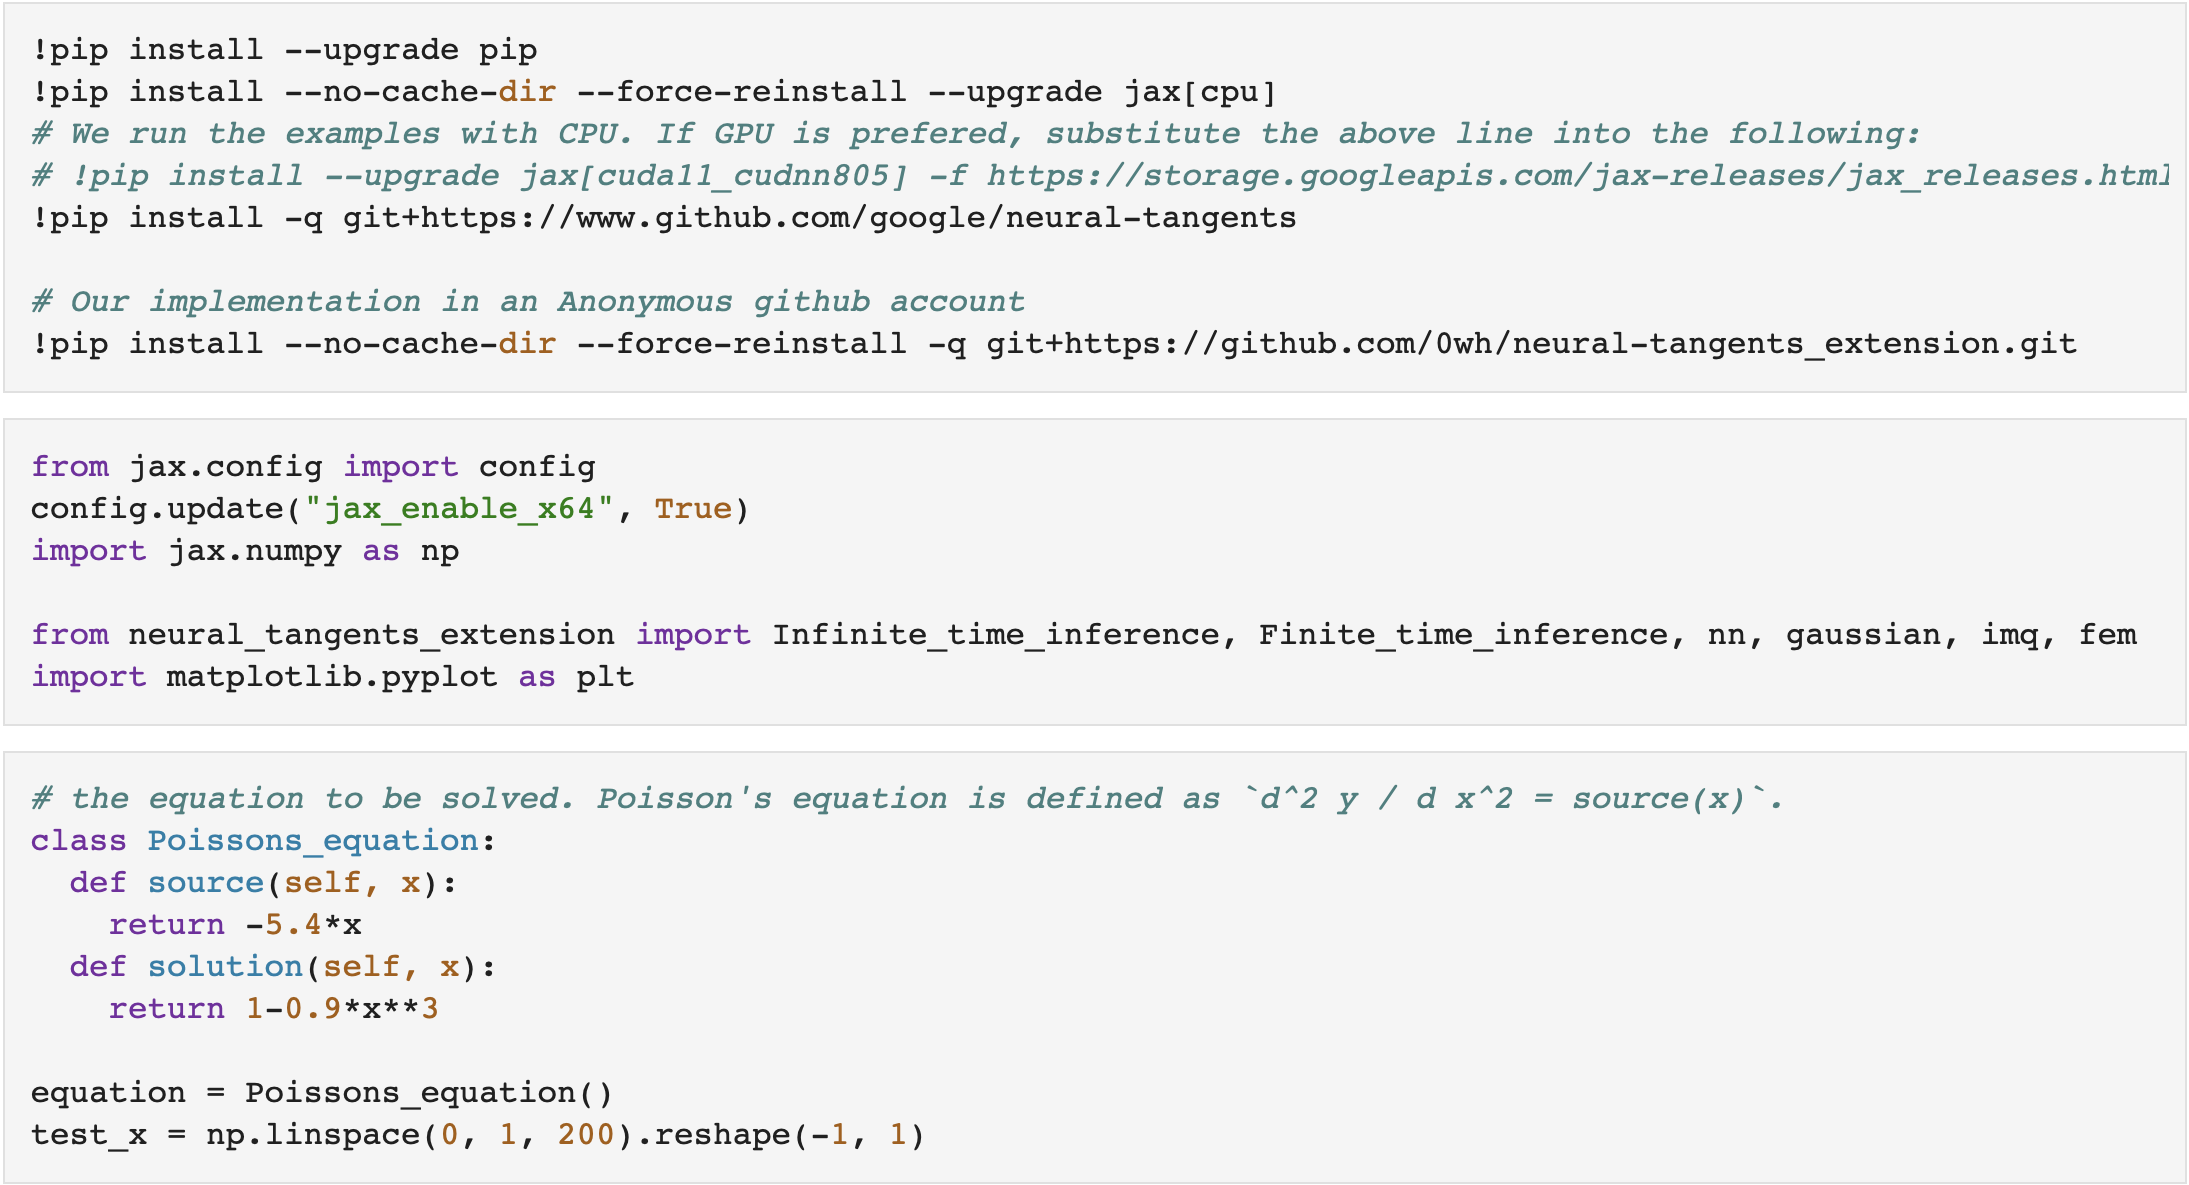 !pip install --upgrade pip
!pip install --no-cache-dir --force-reinstall --upgrade jax[cpu]
# We run the examples with CPU. If GPU is prefered, substitute the above line into the following:
# !pip install --upgrade jax[cuda11_cudnn805] -f https://storage.googleapis.com/jax-releases/jax_releases.html
!pip install -q git+https://www.github.com/google/neural-tangents
# Our implementation in an Anonymous github account
!pip install --no-cache-dir --force-reinstall -q git+https://github.com/0wh/neural-tangents_extension.git
from jax.config import config
config.update("jax_enable_x64", True)
import jax.numpy as np
from neural_tangents_extension import Infinite_time_inference, Finite_time_inference, nn, gaussian, imq, fem
import matplotlib.pyplot as plt
# the equation to be solved. Poisson's equation is defined as `d^2 y / d x^2 = source(x)`.
class Poissons_equation:
  def source(self, x):
    return -5.4*x
  def solution(self, x):
    return 1-0.9*x**3
equation = Poissons_equation()
test_x = np.linspace(0, 1, 200).reshape(-1, 1)